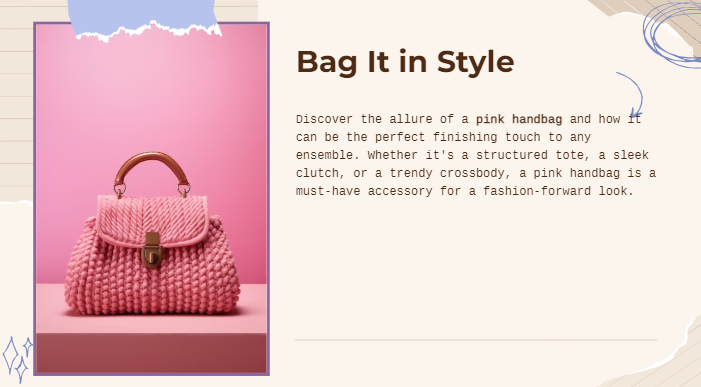 Bag It in Style
Discover the allure of a pink handbag and how it
can be the perfect finishing touch to any
ensemble. Whether it's a structured tote, a sleek
clutch, or a trendy crossbody, a pink handbag is a
must-have accessory for a fashion-forward look.